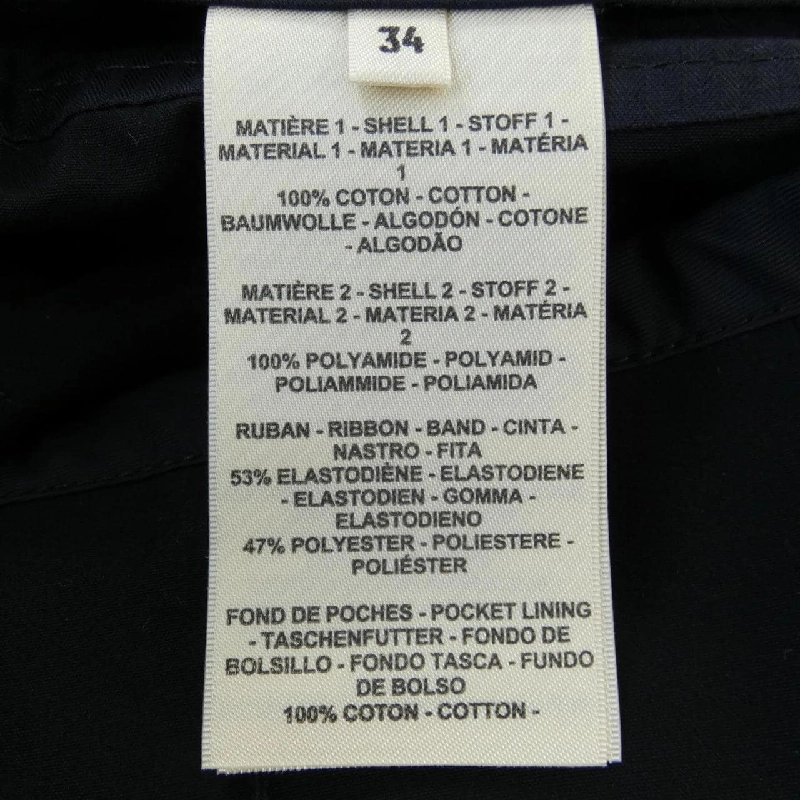 34
MATIÈRE 1 - SHELL 1 - STOFF 1 -
MATERIAL 1 - MATERIA 1 - MATÉRIA
1
100% COTON - COTTON -
BAUMWOLLE - ALGODÓN - COTONE
- ALGODÃO
MATIÈRE 2 - SHELL 2 - STOFF 2 -
MATERIAL 2 - MATERIA 2 - MATÉRIA
2
100% POLYAMIDE - POLYAMID -
POLIAMMIDE - POLIAMIDA
RUBAN - RIBBON - BAND - CINTA -
NASTRO - FITA
53% ELASTODIÈNE - ELASTODIENE
- ELASTODIEN - GOMMA -
ELASTODIENO
47% POLYESTER - POLIESTERE -
POLIÉSTER
FOND DE POCHES - POCKET LINING
- TASCHENFUTTER - FONDO DE
BOLSILLO - FONDO TASCA - FUNDO
DE BOLSO
100% COTON - COTTON -